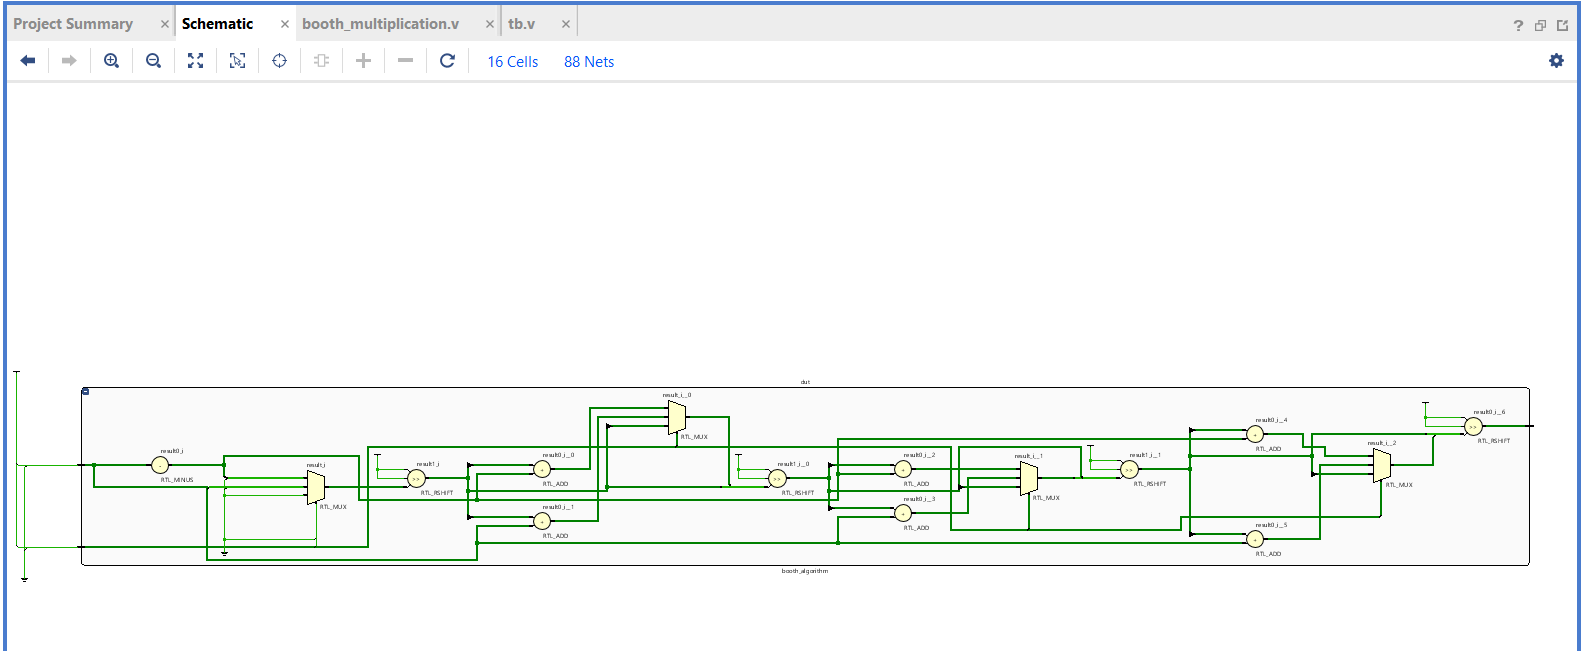 Project Summary
Schematic
booth_multiplication.v
tb.v
16 Cells
88 Nets
dut
result0_i
RTL_MINUS
result_i
RTL_MUX
result1_i
RTL_RSHIFT
result0_i__0
RTL_ADD
result0_i__1
RTL_ADD
result_i__0
RTL_MUX
result1_i__0
RTL_RSHIFT
result0_i__2
RTL_ADD
result0_i__3
RTL_ADD
result_i__1
RTL_MUX
result1_i__1
RTL_RSHIFT
result0_i__4
RTL_ADD
result0_i__5
RTL_ADD
result_i__2
RTL_MUX
result0_i__6
RTL_RSHIFT
booth_algorithm